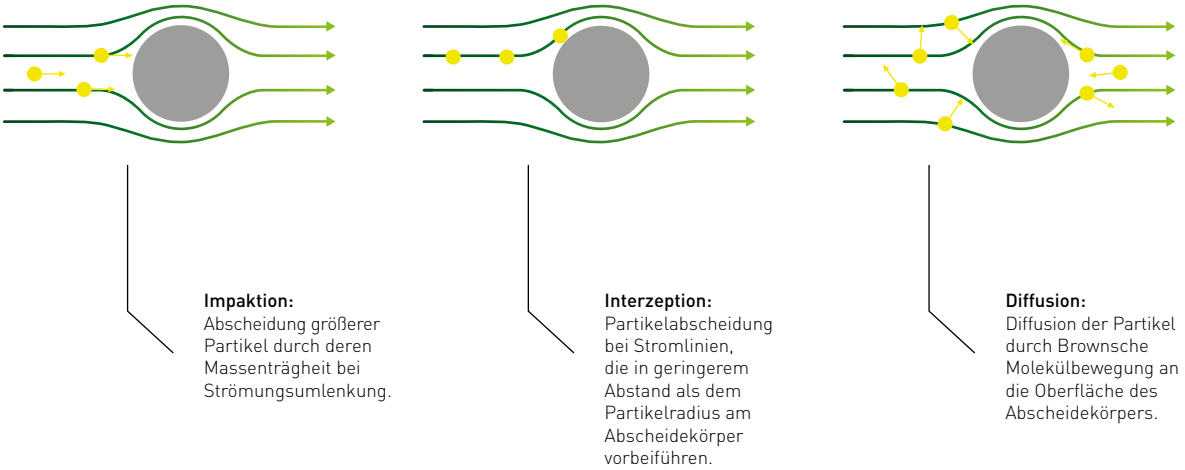 Impaktion:
Abscheidung größerer
Partikel durch deren
Massenträgheit bei
Strömungsumlenkung.
Interzeption:
Partikelabscheidung
bei Stromlinien,
die in geringerem
Abstand als dem
Partikelradius am
Abscheidekörper
vorbeiführen.
Diffusion:
Diffusion der Partikel
durch Brownsche
Molekülbewegung an
die Oberfläche des
Abscheidekörpers.